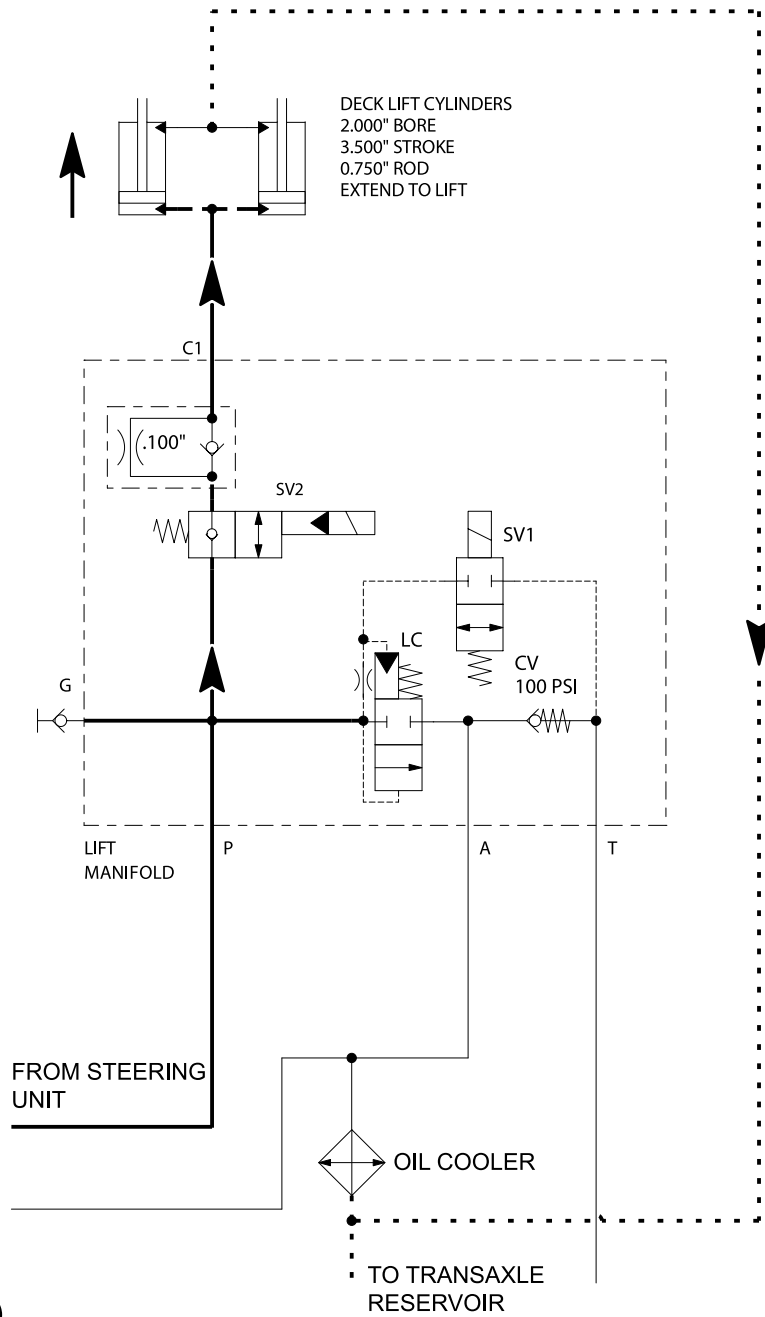 DECK LIFT CYLINDERS
2.000" BORE
3.500" STROKE
0.750" ROD
EXTEND TO LIFT
C1
.100"
SV2
SV1
LC
CV
100 PSI
G
LIFT
MANIFOLD
P
A
T
FROM STEERING
UNIT
OIL COOLER
TO TRANSAXLE
RESERVOIR